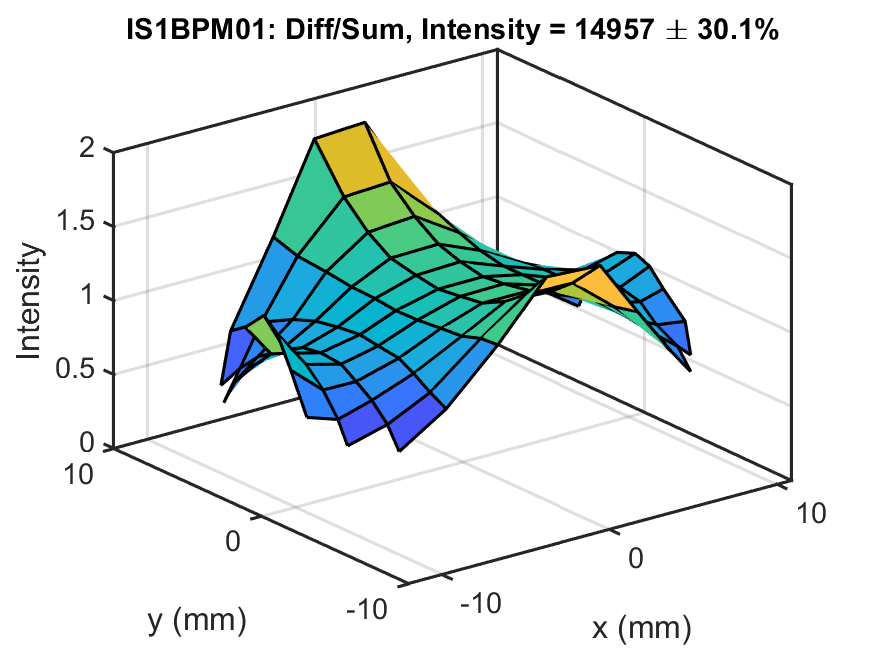 IS1BPM01: Diff/Sum, Intensity = 14957 ± 30.1%
2
1.5
1
0.5
0
Intensity
10
0
-10
y (mm)
-10
0
10
x (mm)